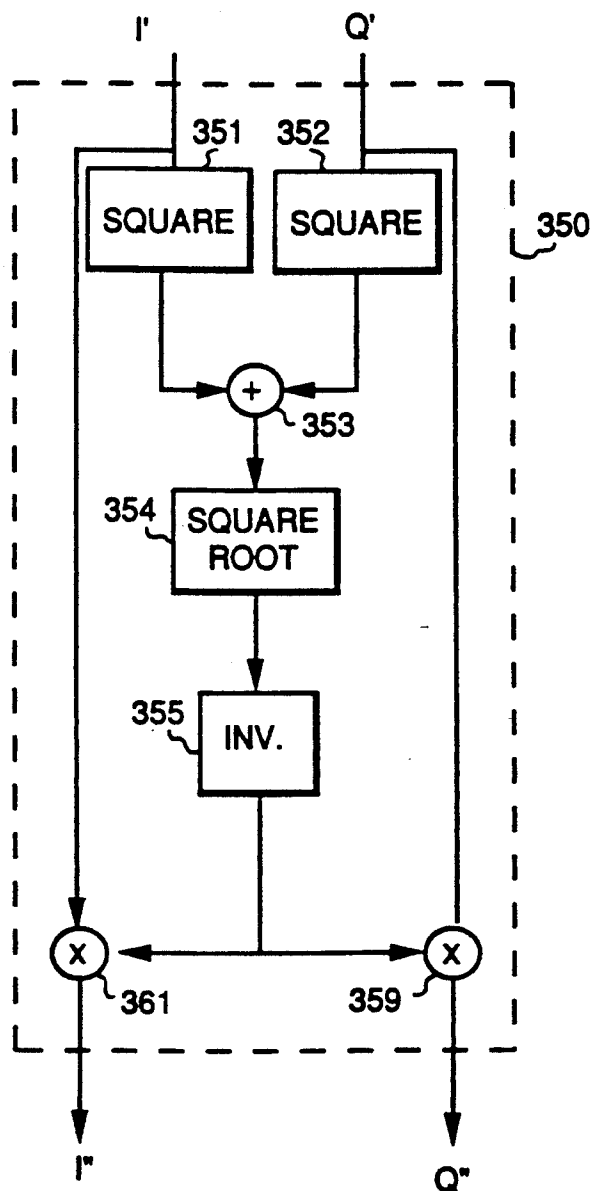 I' Q'
351 352
SQUARE SQUARE
350
+
353
354
SQUARE
ROOT
355
INV.
X X
361 359
I" Q"